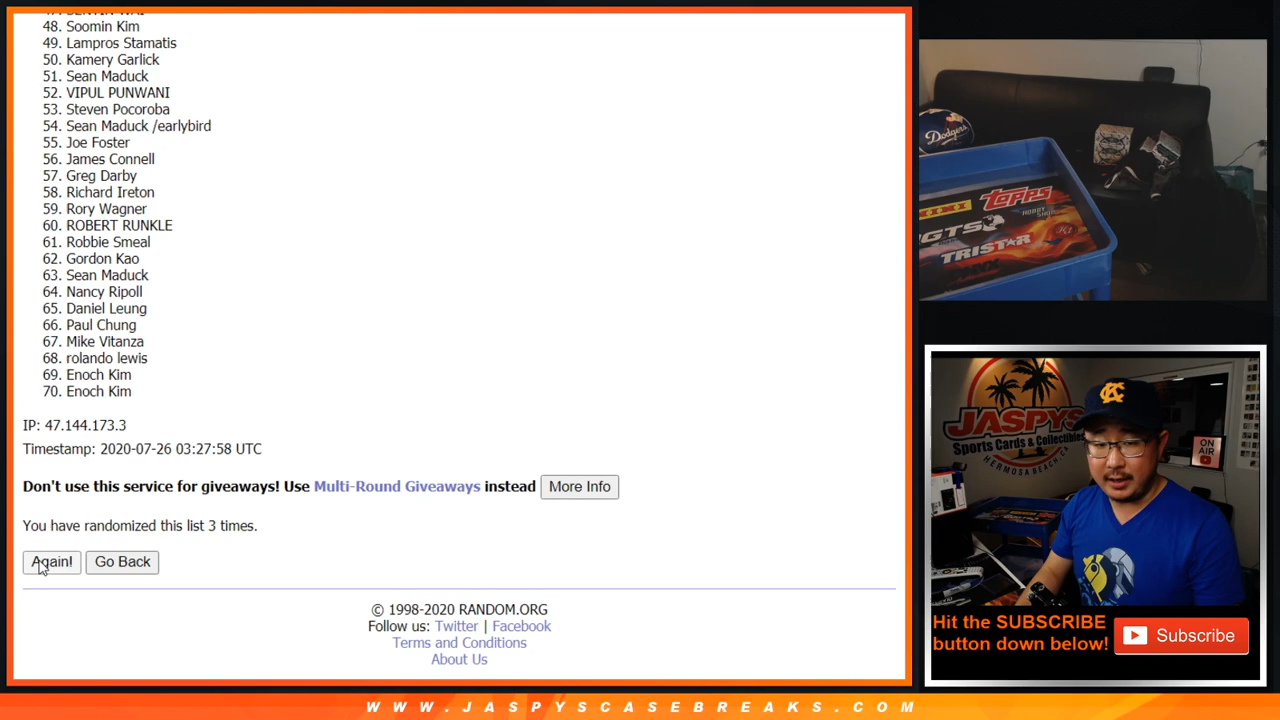 48. Soomin Kim
49. Lampros Stamatis
50. Kamery Garlick
51. Sean Maduck
52. VIPUL PUNWANI
53. Steven Pocoroba
54. Sean Maduck /earlybird
55. Joe Foster
56. James Connell
57. Greg Darby
58. Richard Ireton
59. Rory Wagner
60. ROBERT RUNKLE
61. Robbie Smeal
62. Gordon Kao
63. Sean Maduck
64. Nancy Ripoll
65. Daniel Leung
66. Paul Chung
67. Mike Vitanza
68. rolando lewis
69. Enoch Kim
70. Enoch Kim
IP: 47.144.173.3
Timestamp: 2020-07-26 03:27:58 UTC
Don't use this service for giveaways! Use Multi-Round Giveaways instead More Info
You have randomized this list 3 times.
Again! Go Back
© 1998-2020 RANDOM.ORG
Follow us: Twitter | Facebook
Terms and Conditions
About Us
Dodgers
topps
HOBBY SHOP
GTS
TRISTAR
JASPYS
Sports Cards & Collectibles
HERMOSA BEACH, CA
KC
ON AIR
Hit the SUBSCRIBE
button down below!
Subscribe
WWW.JASPYSCASEBREAKS.COM